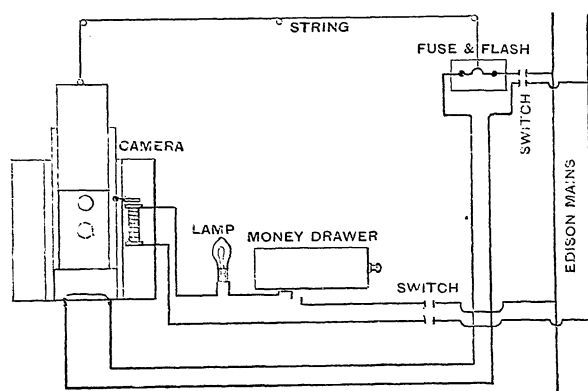 STRING
FUSE & FLASH
SWITCH
CAMERA
LAMP
MONEY DRAWER
SWITCH
EDISON MAINS